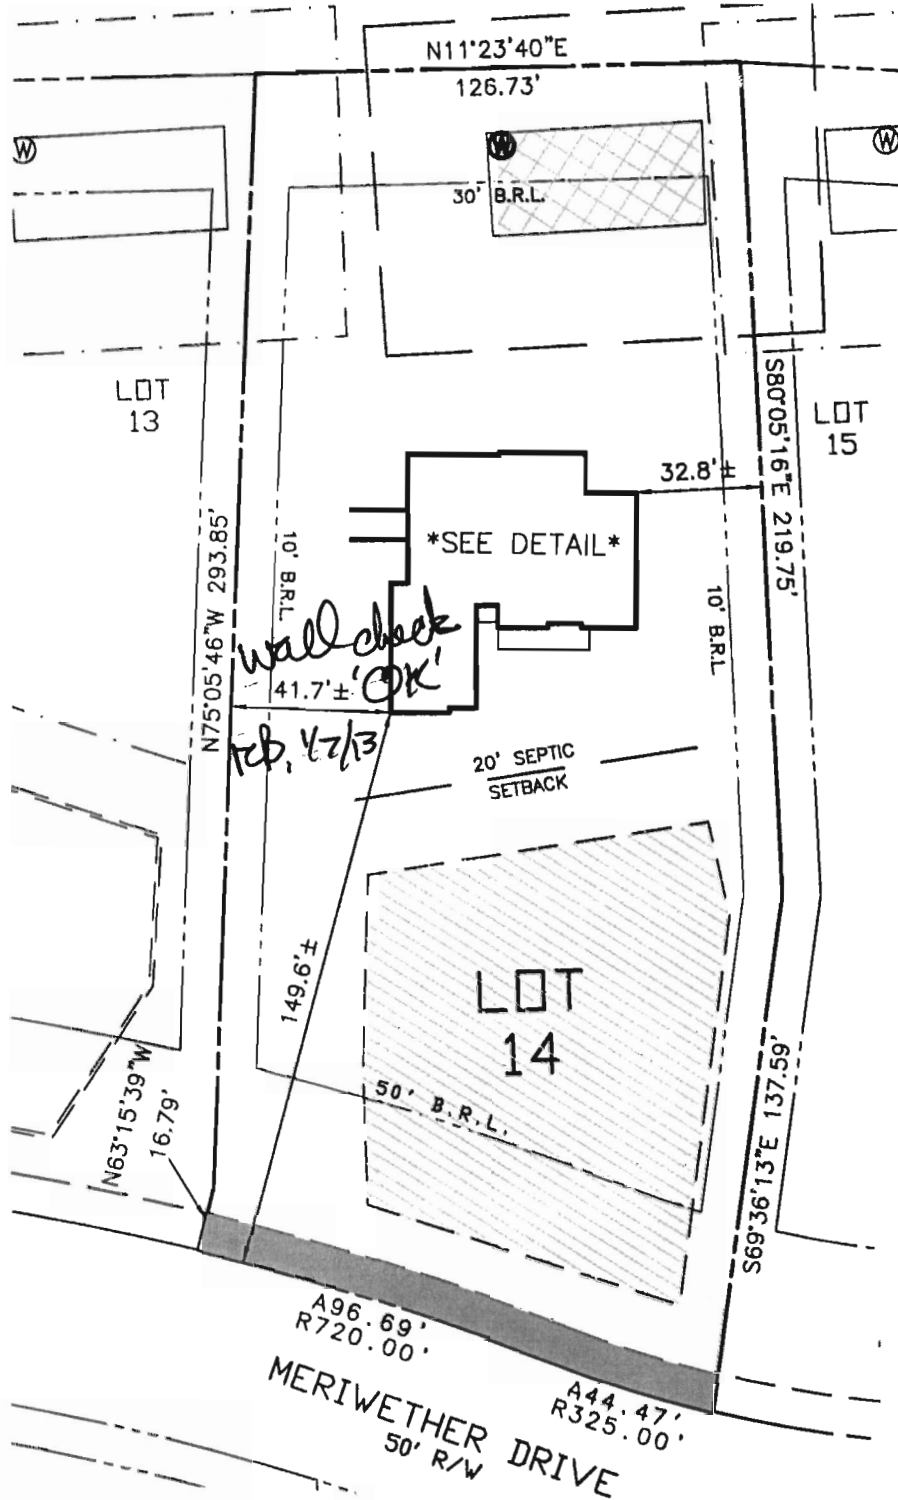 N11°23'40"E
126.73'
W
W
W
30' B.R.L.
LOT
13
LOT
15
S80°05'16"E 219.75'
32.8'±
*SEE DETAIL*
N75°05'46"W 293.85'
10' B.R.L.
10' B.R.L
wall check
'OK'
41.7'±
20' SEPTIC
SETBACK
149.6'±
LOT
14
50' B.R.L.
N63°15'39"W
16.79'
S69°36'13"E 137.59'
A96.69'
R720.00'
A44.47'
R325.00'
MERIWETHER DRIVE
50' R/W